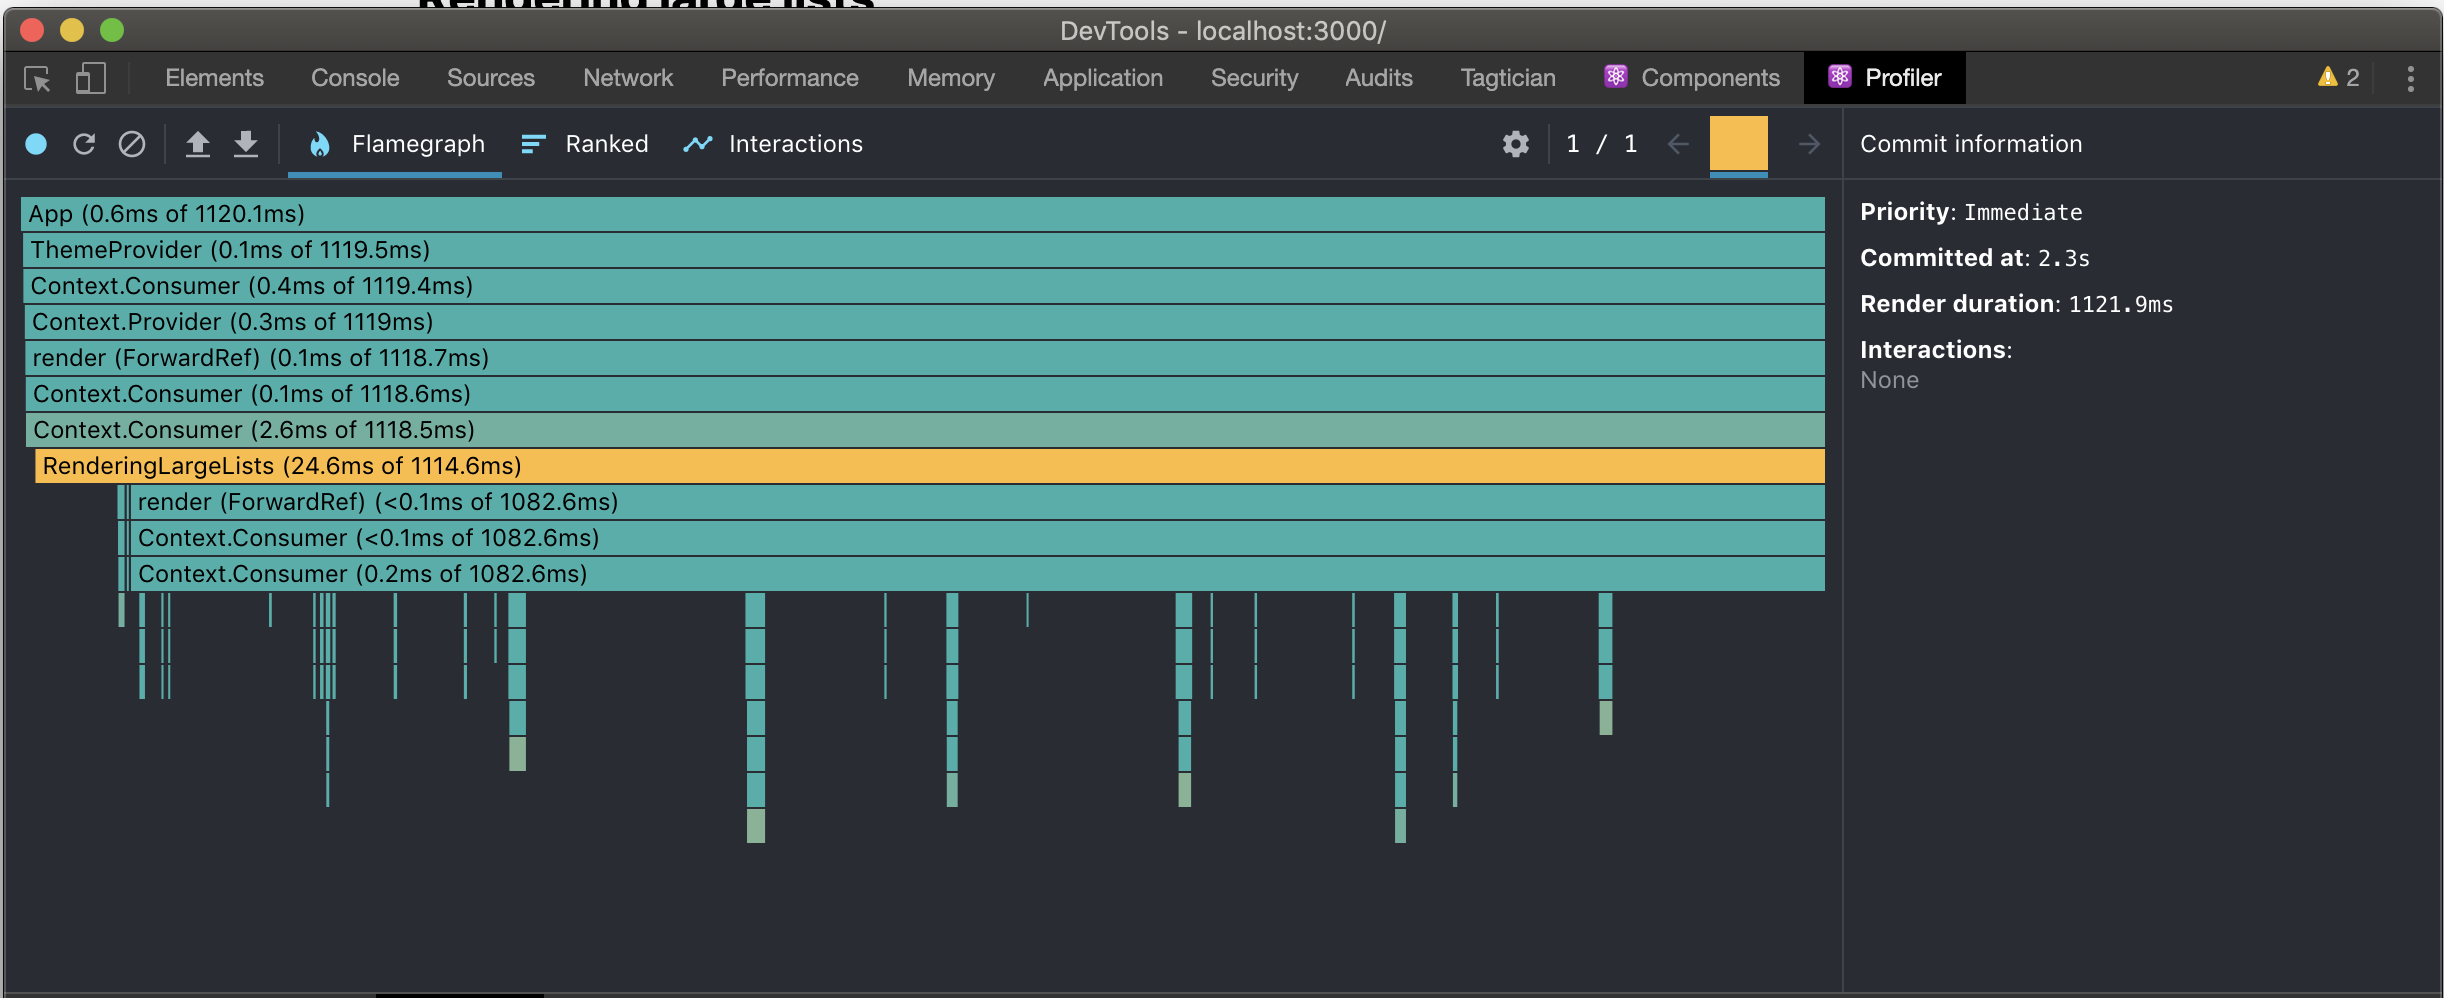 Rendering large lists
DevTools - localhost:3000/
Elements Console Sources Network Performance Memory Application Security Audits Tagtician Components Profiler 2
Flamegraph Ranked Interactions 1 / 1 Commit information
App (0.6ms of 1120.1ms)
ThemeProvider (0.1ms of 1119.5ms)
Context.Consumer (0.4ms of 1119.4ms)
Context.Provider (0.3ms of 1119ms)
render (ForwardRef) (0.1ms of 1118.7ms)
Context.Consumer (0.1ms of 1118.6ms)
Context.Consumer (2.6ms of 1118.5ms)
RenderingLargeLists (24.6ms of 1114.6ms)
render (ForwardRef) (<0.1ms of 1082.6ms)
Context.Consumer (<0.1ms of 1082.6ms)
Context.Consumer (0.2ms of 1082.6ms)
Priority: Immediate
Committed at: 2.3s
Render duration: 1121.9ms
Interactions:
None